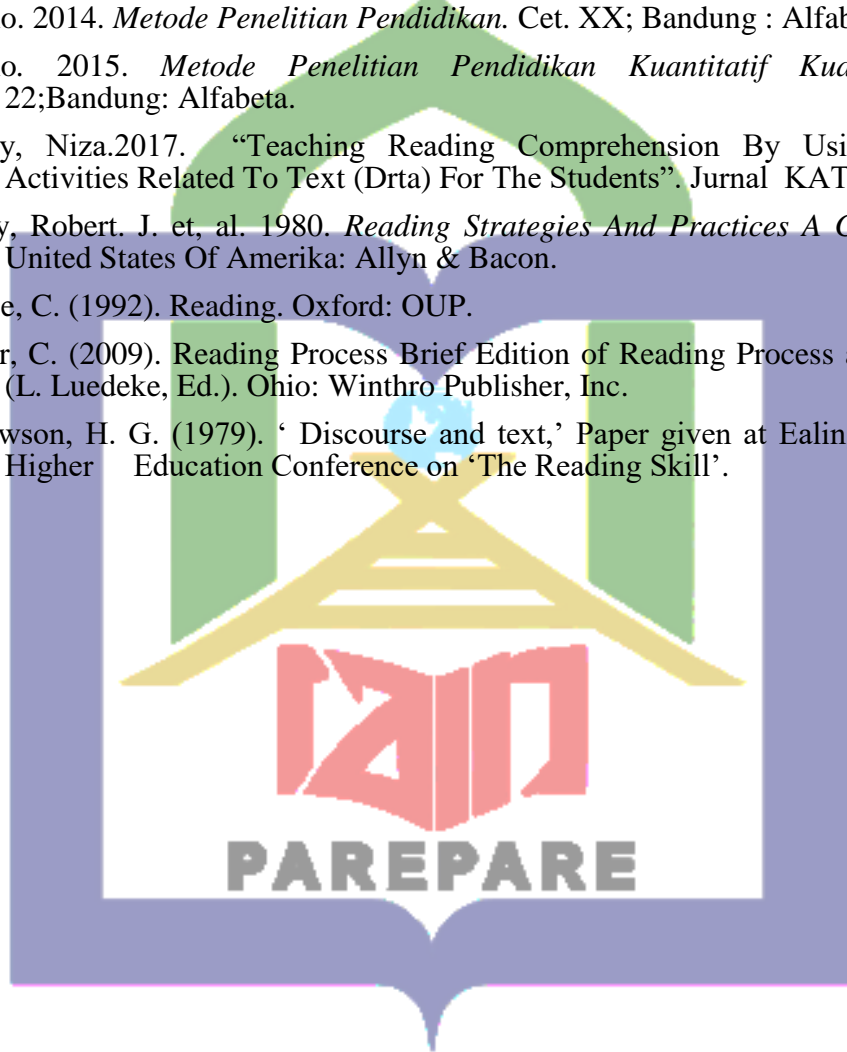 o. 2014. Metode Penelitian Pendidikan. Cet. XX; Bandung : Alfab
o. 2015. Metode Penelitian Pendidikan Kuantitatif Kua
22;Bandung: Alfabeta.
y, Niza.2017. “Teaching Reading Comprehension By Usi
Activities Related To Text (Drta) For The Students”. Jurnal KAT
y, Robert. J. et, al. 1980. Reading Strategies And Practices A C
United States Of Amerika: Allyn & Bacon.
e, C. (1992). Reading. Oxford: OUP.
r, C. (2009). Reading Process Brief Edition of Reading Process a
(L. Luedeke, Ed.). Ohio: Winthro Publisher, Inc.
wson, H. G. (1979). ‘ Discourse and text,’ Paper given at Ealin
Higher Education Conference on ‘The Reading Skill’.
iain
PAREPARE